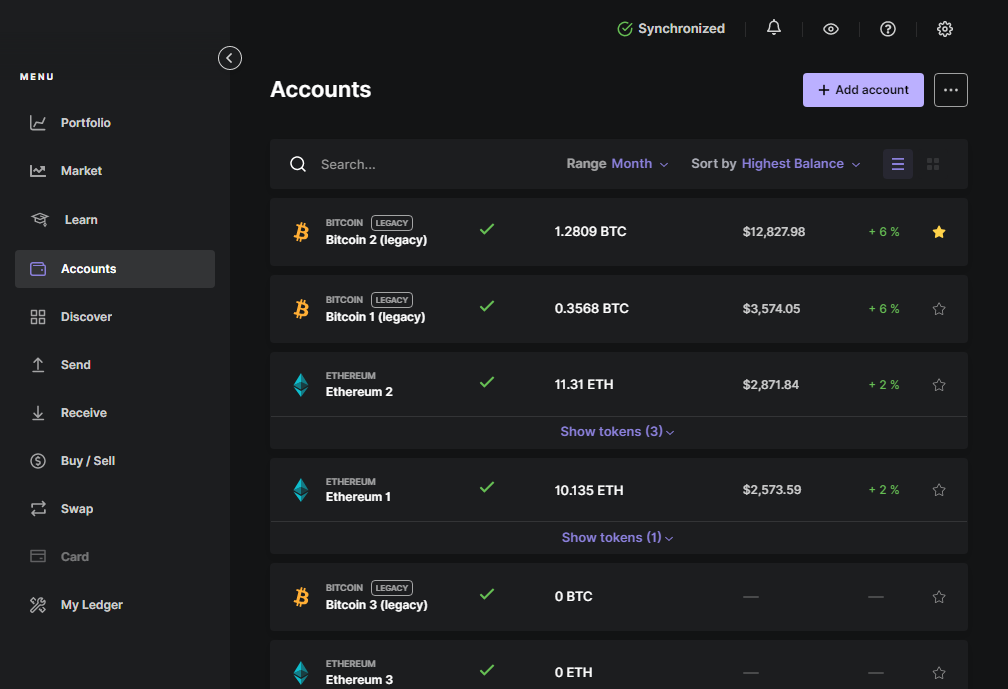 Synchronized
MENU
Portfolio
Market
Learn
Accounts
Discover
Send
Receive
Buy / Sell
Swap
Card
My Ledger
Accounts
+ Add account
Search...
Range Month
Sort by Highest Balance
BITCOIN LEGACY
Bitcoin 2 (legacy)
1.2809 BTC
$12,827.98
+ 6 %
BITCOIN LEGACY
Bitcoin 1 (legacy)
0.3568 BTC
$3,574.05
+ 6 %
ETHEREUM
Ethereum 2
11.31 ETH
$2,871.84
+ 2 %
Show tokens (3)
ETHEREUM
Ethereum 1
10.135 ETH
$2,573.59
+ 2 %
Show tokens (1)
BITCOIN LEGACY
Bitcoin 3 (legacy)
0 BTC
—
—
ETHEREUM
Ethereum 3
0 ETH
—
—